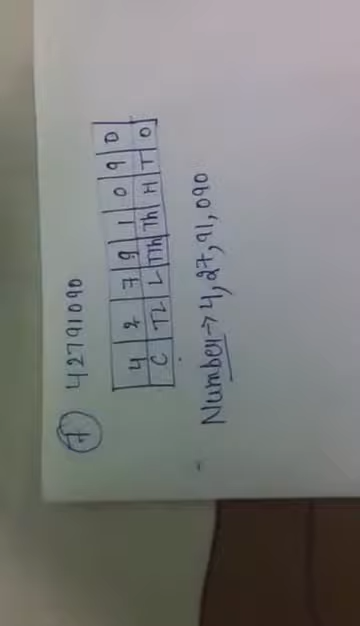 7 42791090
4 2 7 9 1 0 9 0
C TL L TTh Th H T O
Number→ 4,27,91,090